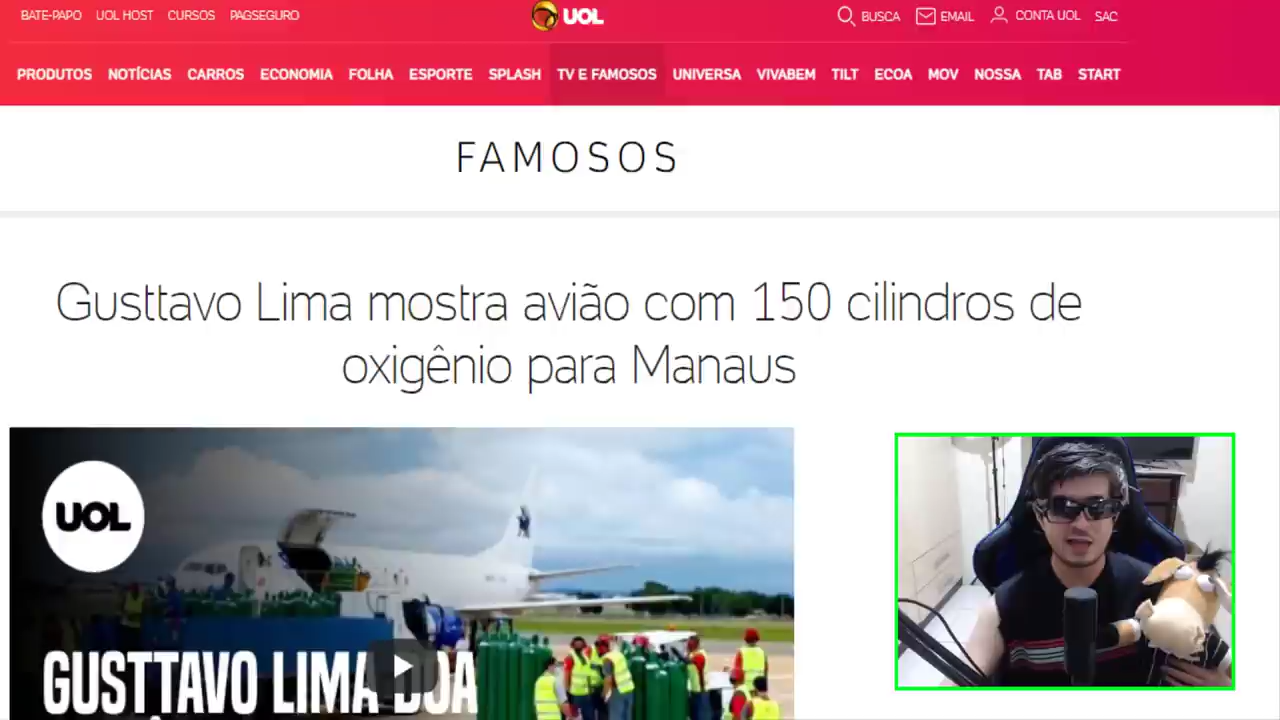 BATE-PAPO UOL HOST CURSOS PAGSEGURO UOL BUSCA EMAIL CONTA UOL SAC
PRODUTOS NOTÍCIAS CARROS ECONOMIA FOLHA ESPORTE SPLASH TV E FAMOSOS UNIVERSA VIVABEM TILT ECOA MOV NOSSA TAB START
FAMOSOS
Gusttavo Lima mostra avião com 150 cilindros de
oxigênio para Manaus
UOL
GUSTTAVO LIMA DOA